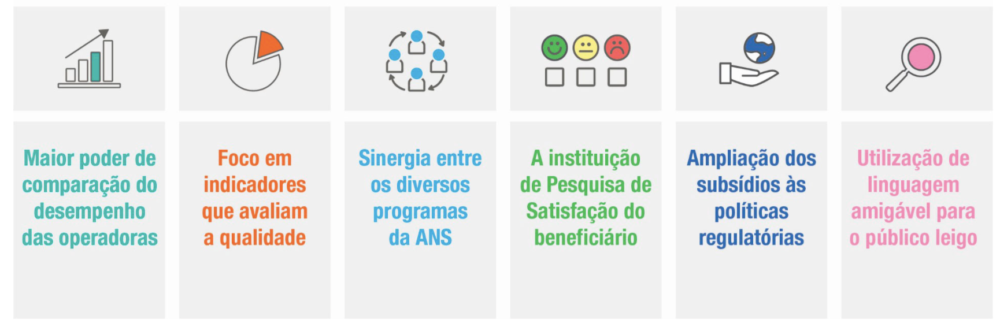 Maior poder de
comparação do
desempenho
das operadoras
Foco em
indicadores
que avaliam
a qualidade
Sinergia entre
os diversos
programas
da ANS
A instituição
de Pesquisa de
Satisfação do
beneficiário
Ampliação dos
subsídios às
políticas
regulatórias
Utilização de
linguagem
amigável para
o público leigo